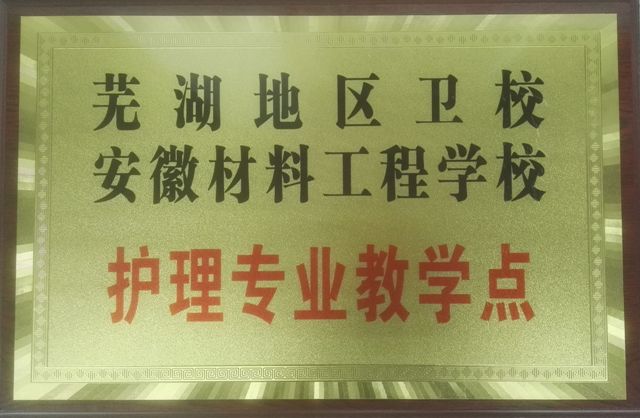 芜湖地区卫校
安徽材料工程学校
护理专业教学点